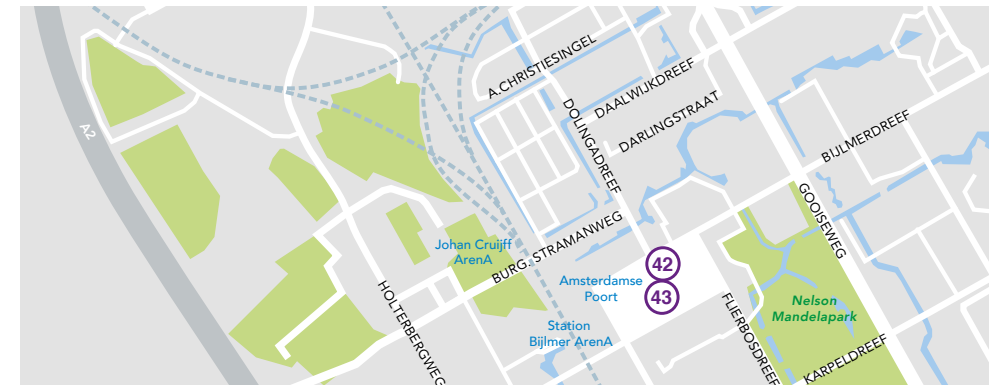 A.CHRISTIESINGEL
DAALWIJKDREEF
DOLINGADREEF
DARLINGSTRAAT
A2
BIJLMERDREEF
GOOISEWEG
Johan Cruijff
ArenA
BURG. STRAMANWEG
42
Amsterdamse
Poort
43
HOLTERBERGWEG
FLIERBOSDREEF
Nelson
Mandelapark
Station
Bijlmer ArenA
KARPELDREEF